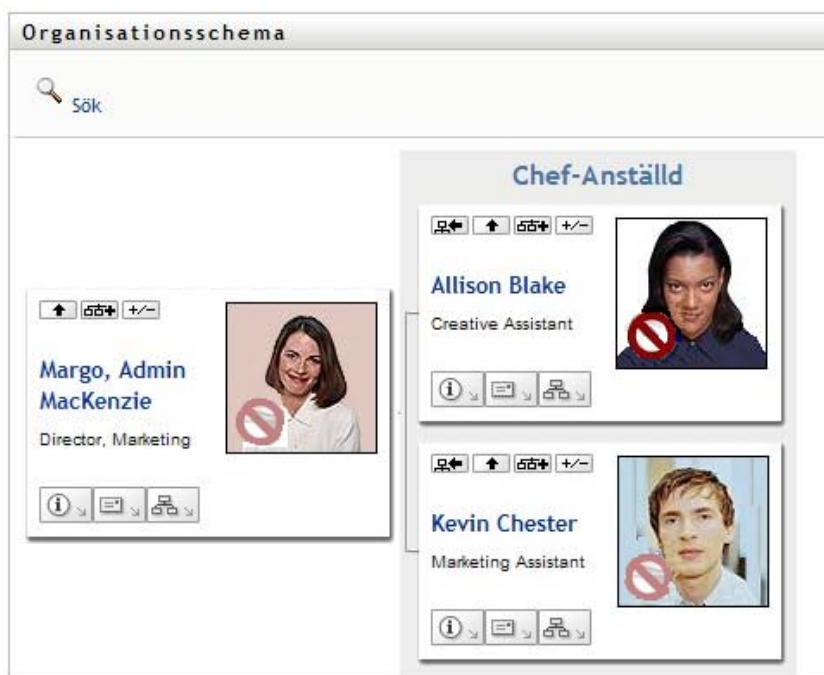 Organisationsschema
Sök
Chef-Anställd
+/−
Margo, Admin
MacKenzie
Director, Marketing
+/−
Allison Blake
Creative Assistant
+/−
Kevin Chester
Marketing Assistant